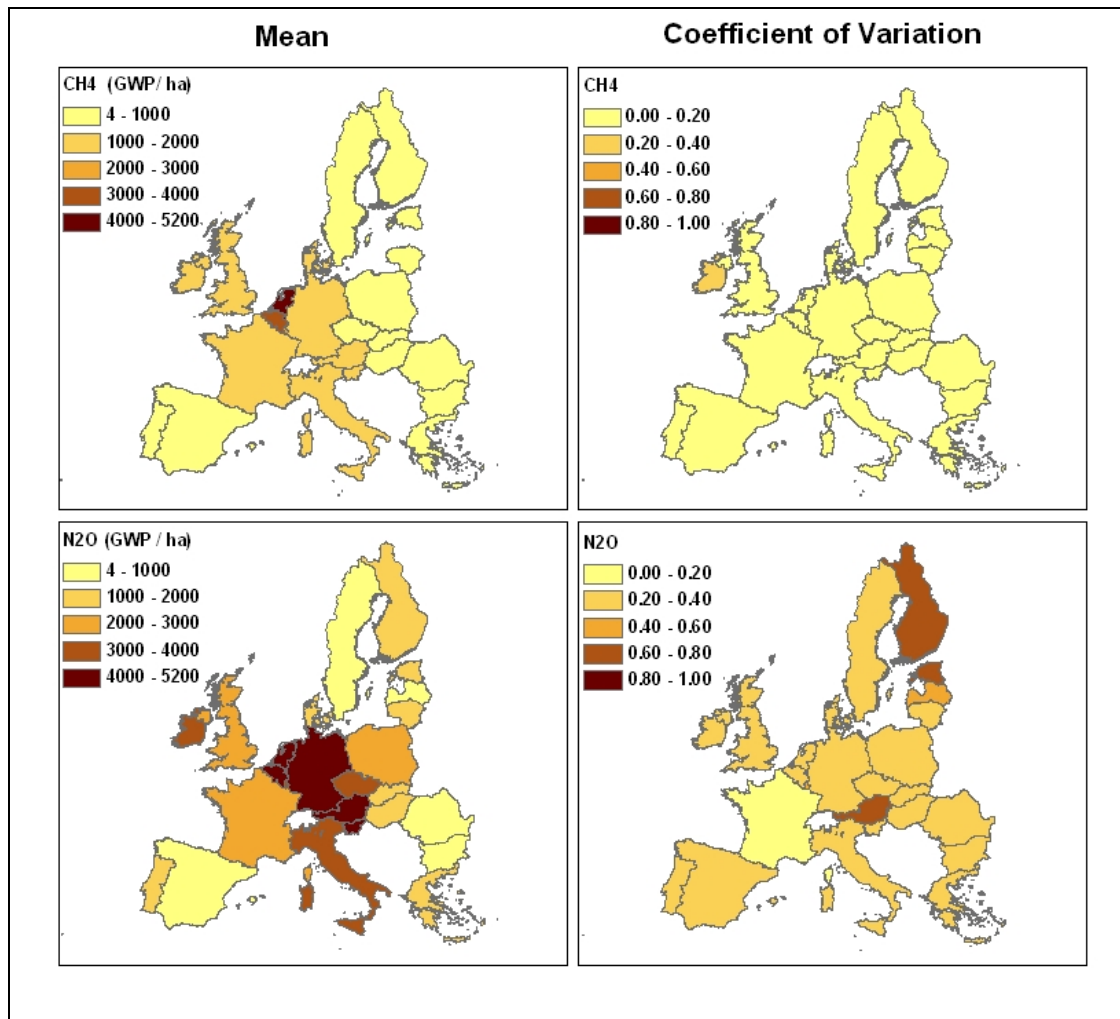 Mean
Coefficient of Variation
CH4 (GWP/ ha)
4 - 1000
1000 - 2000
2000 - 3000
3000 - 4000
4000 - 5200
CH4
0.00 - 0.20
0.20 - 0.40
0.40 - 0.60
0.60 - 0.80
0.80 - 1.00
N2O (GWP / ha)
4 - 1000
1000 - 2000
2000 - 3000
3000 - 4000
4000 - 5200
N2O
0.00 - 0.20
0.20 - 0.40
0.40 - 0.60
0.60 - 0.80
0.80 - 1.00